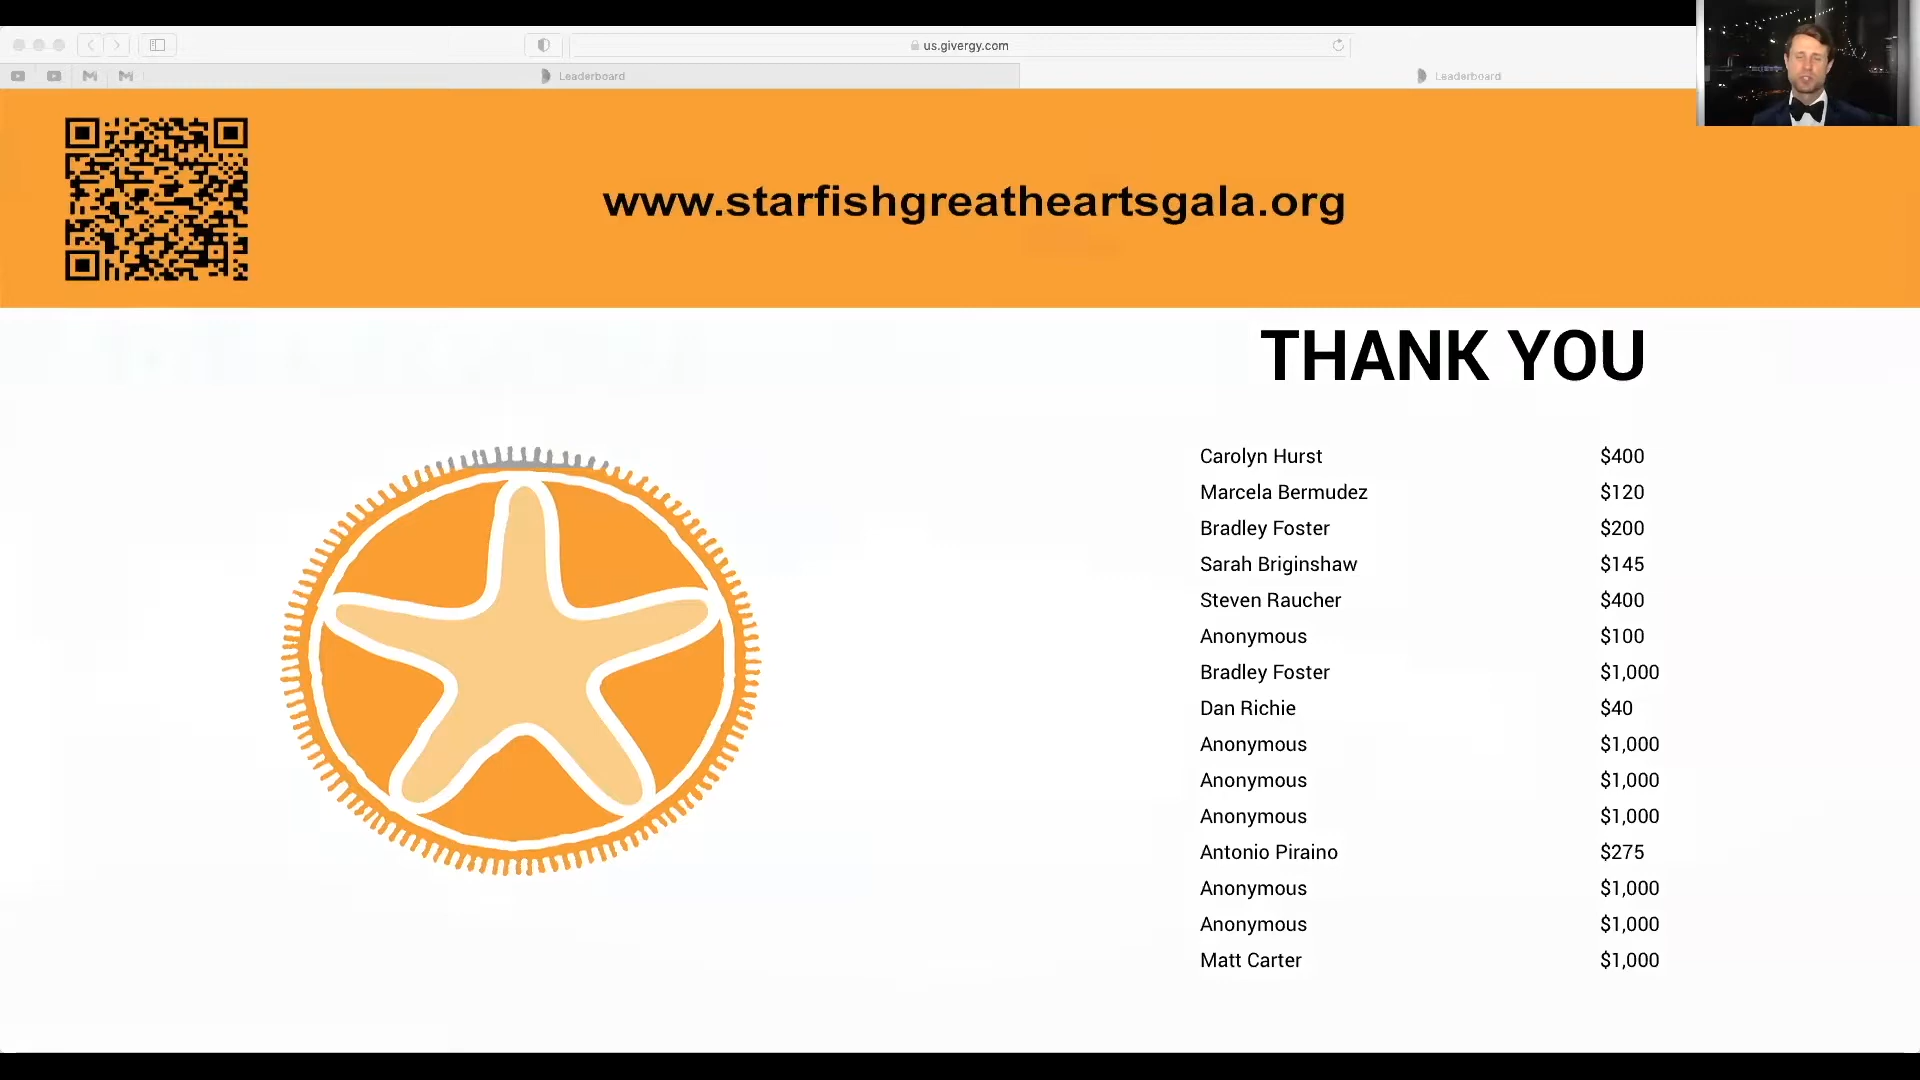 us.givergy.com
Leaderboard
Leaderboard
www.starfishgreatheartsgala.org
THANK YOU
Carolyn Hurst $400
Marcela Bermudez $120
Bradley Foster $200
Sarah Briginshaw $145
Steven Raucher $400
Anonymous $100
Bradley Foster $1,000
Dan Richie $40
Anonymous $1,000
Anonymous $1,000
Anonymous $1,000
Antonio Piraino $275
Anonymous $1,000
Anonymous $1,000
Matt Carter $1,000